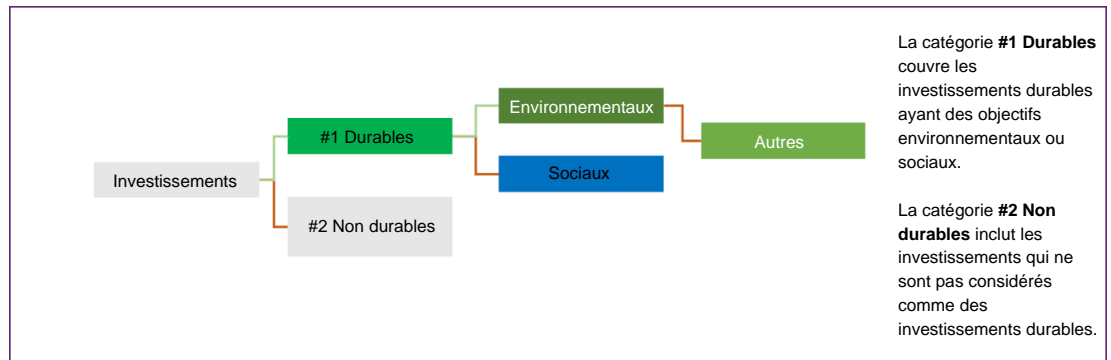 Investissements
#1 Durables
#2 Non durables
Environnementaux
Sociaux
Autres
La catégorie #1 Durables
couvre les
investissements durables
ayant des objectifs
environnementaux ou
sociaux.
La catégorie #2 Non
durables inclut les
investissements qui ne
sont pas considérés
comme des
investissements durables.